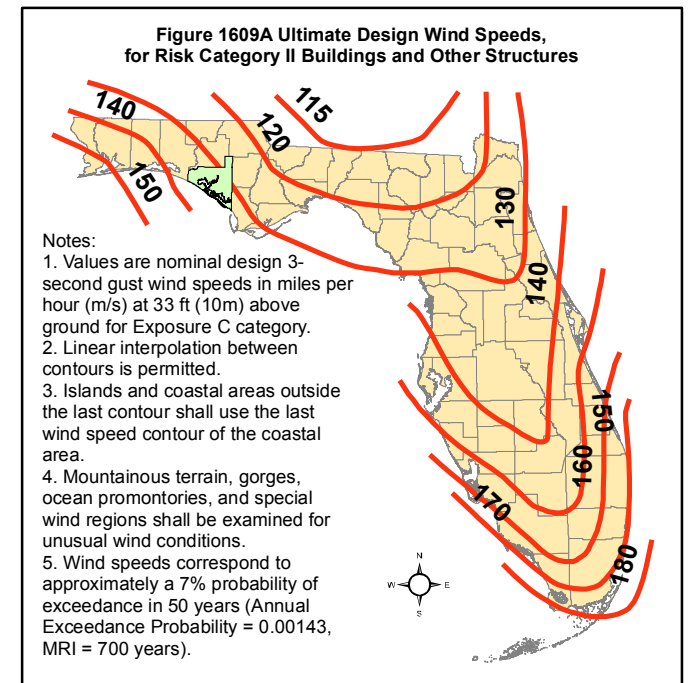 Figure 1609A Ultimate Design Wind Speeds,
for Risk Category II Buildings and Other Structures
140
115
120
150
130
140
Notes:
1. Values are nominal design 3-
second gust wind speeds in miles per
hour (m/s) at 33 ft (10m) above
ground for Exposure C category.
2. Linear interpolation between
contours is permitted.
3. Islands and coastal areas outside
the last contour shall use the last
wind speed contour of the coastal
area.
4. Mountainous terrain, gorges,
ocean promontories, and special
wind regions shall be examined for
unusual wind conditions.
5. Wind speeds correspond to
approximately a 7% probability of
exceedance in 50 years (Annual
Exceedance Probability = 0.00143,
MRI = 700 years).
150
160
170
180
N
W E
S